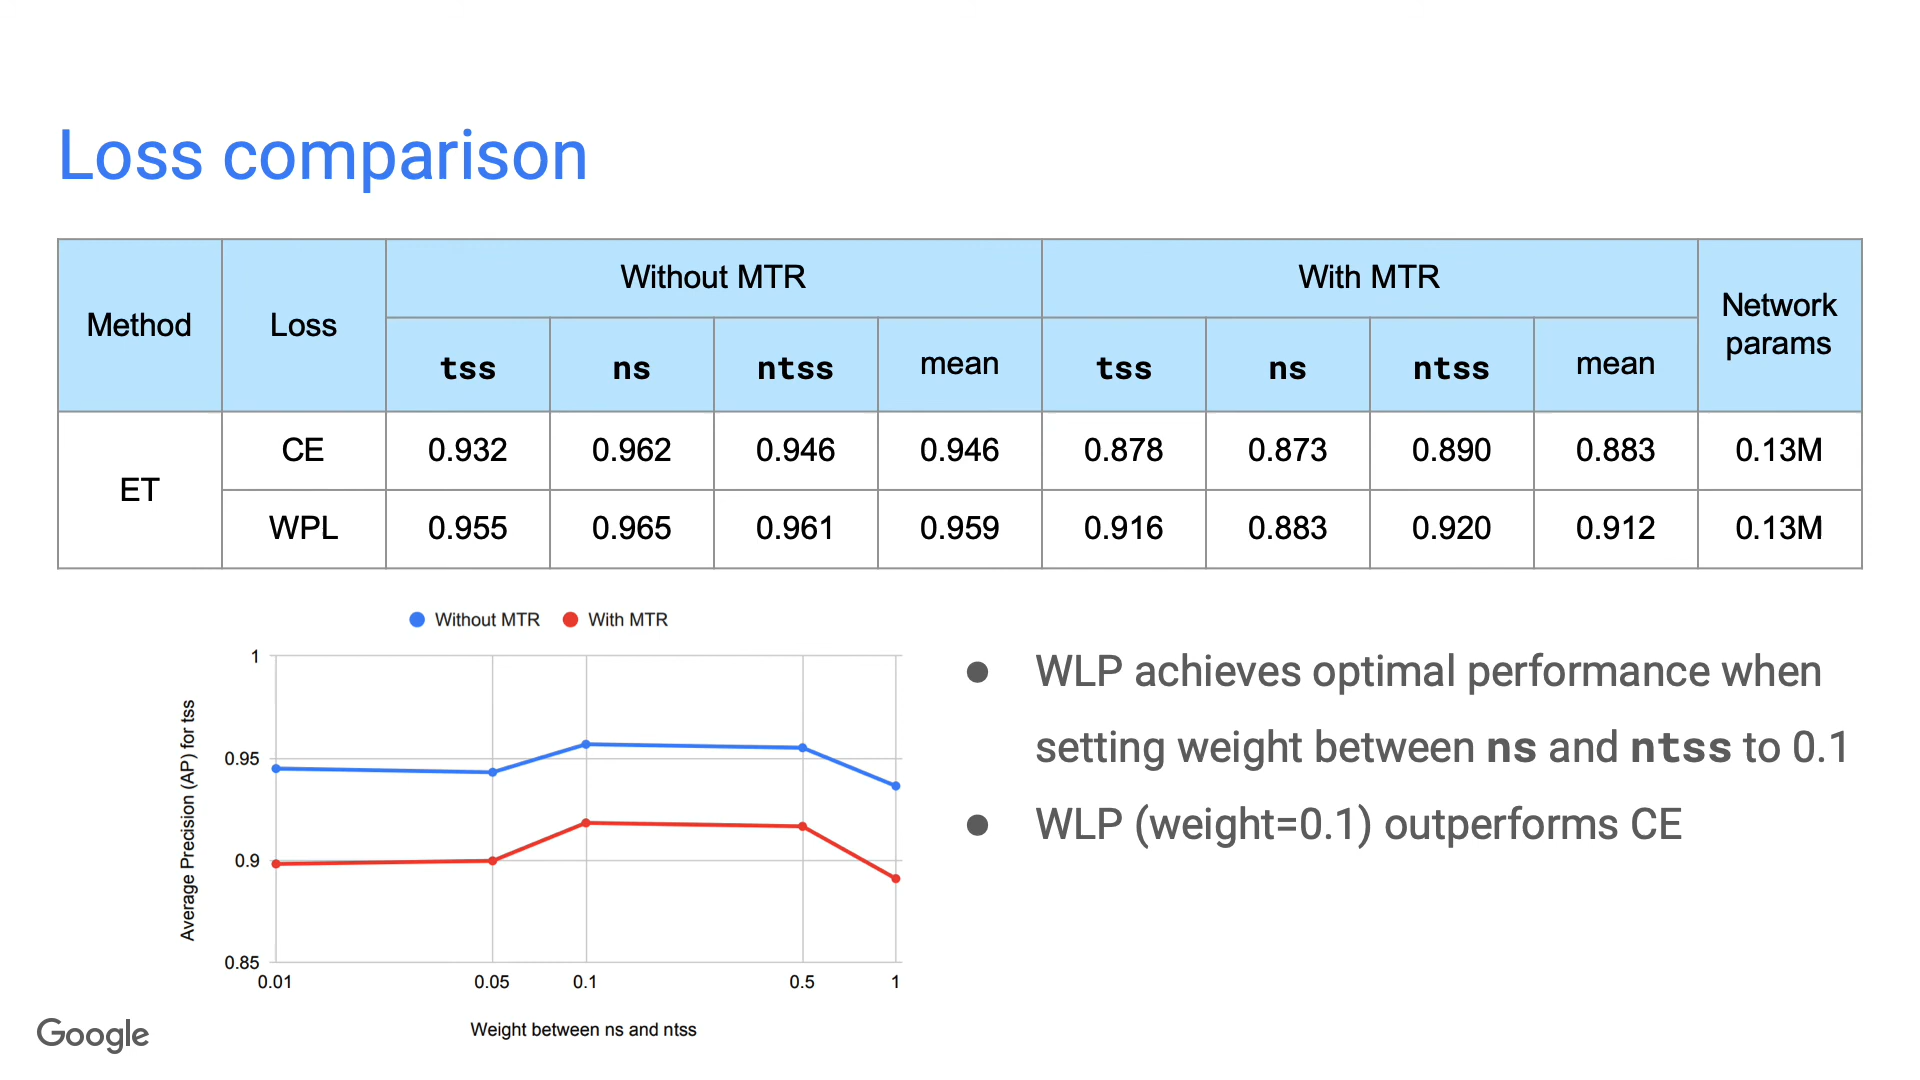 Loss comparison
Method Loss Without MTR With MTR Network params
tss ns ntss mean tss ns ntss mean
ET
CE 0.932 0.962 0.946 0.946 0.878 0.873 0.890 0.883 0.13M
WPL 0.955 0.965 0.961 0.959 0.916 0.883 0.920 0.912 0.13M
Without MTR With MTR
Average Precision (AP) for tss
1
0.95
0.9
0.85
0.01 0.05 0.1 0.5 1
Weight between ns and ntss
● WLP achieves optimal performance when
setting weight between ns and ntss to 0.1
● WLP (weight=0.1) outperforms CE
Google